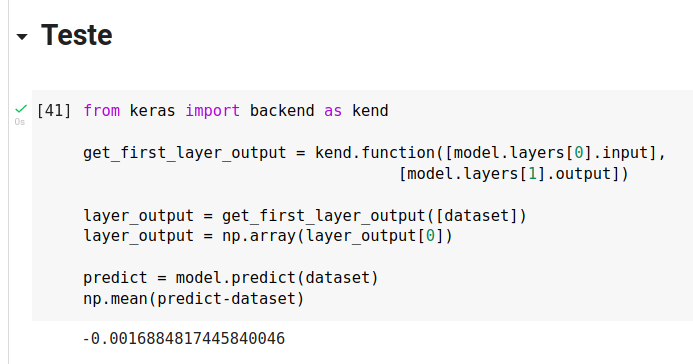 Teste
[41] from keras import backend as kend
0s
get_first_layer_output = kend.function([model.layers[0].input],
[model.layers[1].output])
layer_output = get_first_layer_output([dataset])
layer_output = np.array(layer_output[0])
predict = model.predict(dataset)
np.mean(predict-dataset)
-0.0016884817445840046